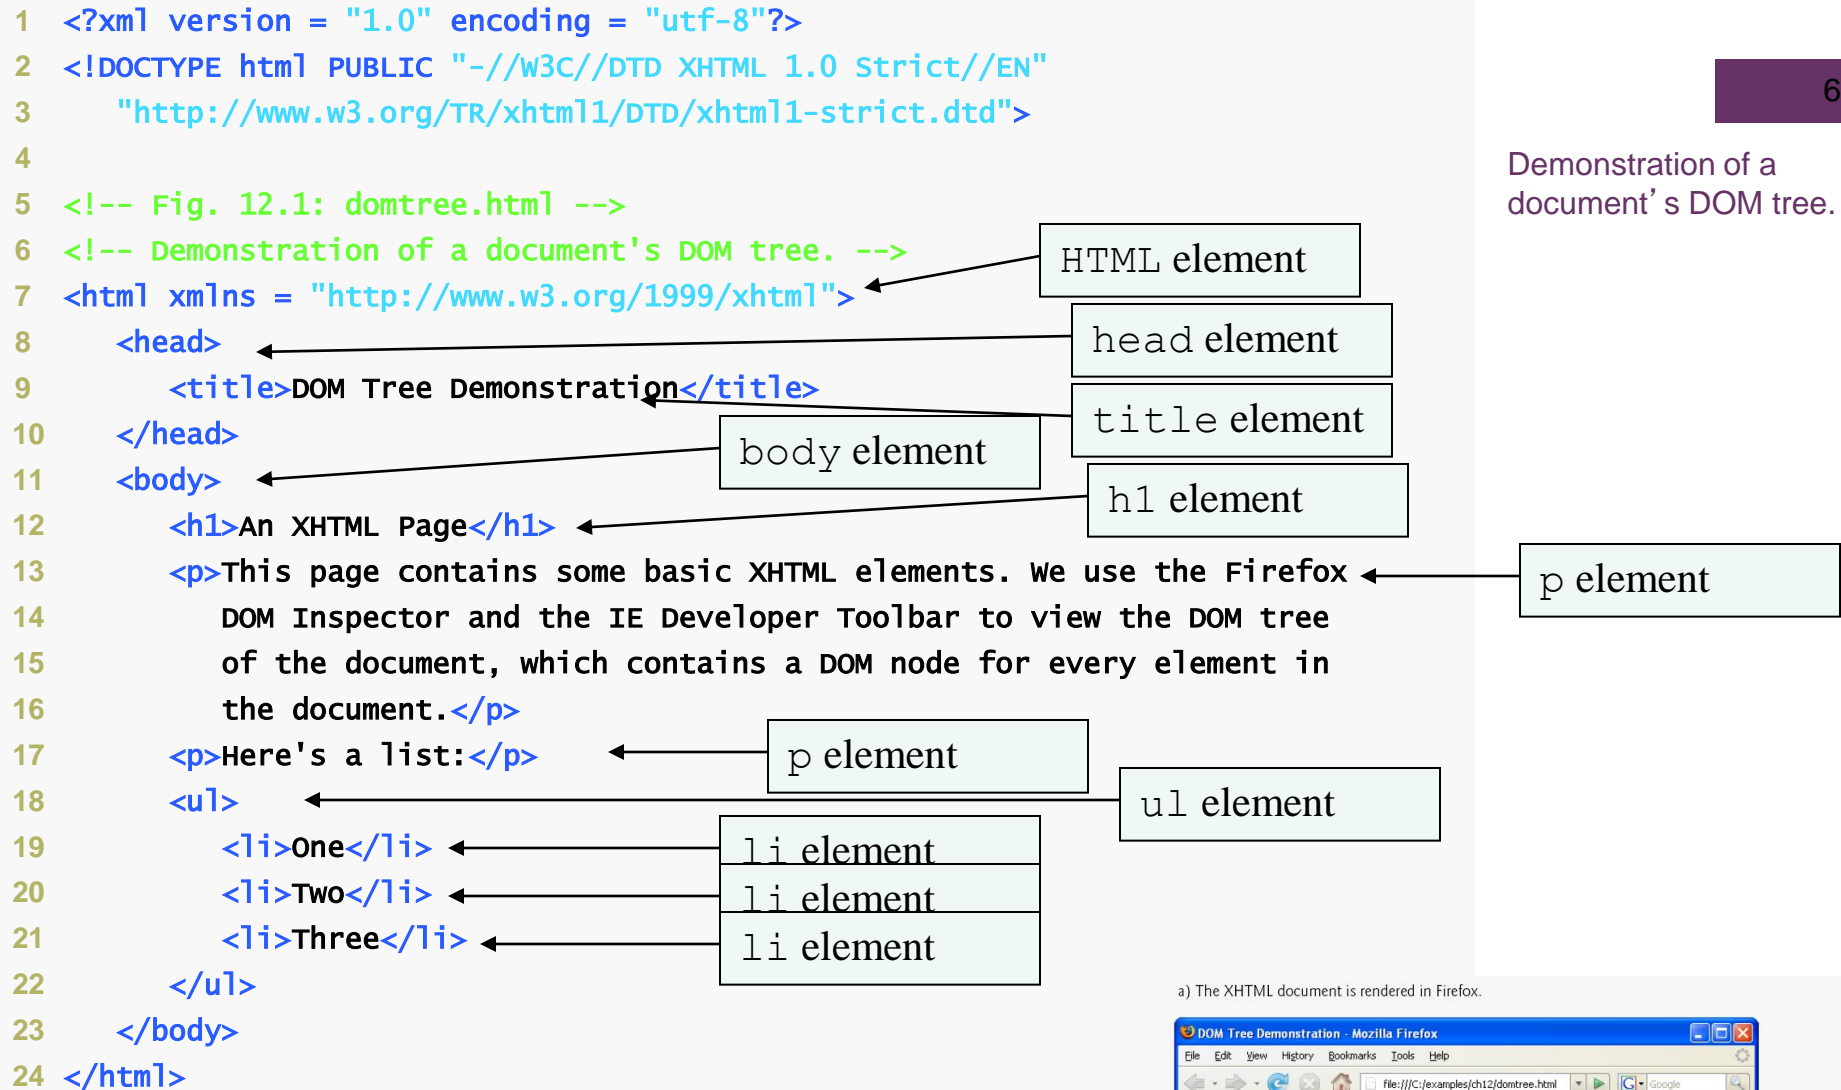 1 <?xml version = "1.0" encoding = "utf-8"?>
2 <!DOCTYPE html PUBLIC "-//W3C//DTD XHTML 1.0 Strict//EN"
3 "http://www.w3.org/TR/xhtml1/DTD/xhtml1-strict.dtd">
4
5 <!-- Fig. 12.1: domtree.html -->
6 <!-- Demonstration of a document's DOM tree. -->
7 <html xmlns = "http://www.w3.org/1999/xhtml">
8 <head>
9 <title>DOM Tree Demonstration</title>
10 </head>
11 <body>
12 <h1>An XHTML Page</h1>
13 <p>This page contains some basic XHTML elements. We use the Firefox
14 DOM Inspector and the IE Developer Toolbar to view the DOM tree
15 of the document, which contains a DOM node for every element in
16 the document.</p>
17 <p>Here's a list:</p>
18 <ul>
19 <li>One</li>
20 <li>Two</li>
21 <li>Three</li>
22 </ul>
23 </body>
24 </html>
HTML element
head element
title element
body element
h1 element
p element
p element
ul element
li element
li element
li element
6
Demonstration of a
document's DOM tree.
a) The XHTML document is rendered in Firefox.
DOM Tree Demonstration - Mozilla Firefox
File Edit View History Bookmarks Tools Help
file:///C:/examples/ch12/domtree.html G Google